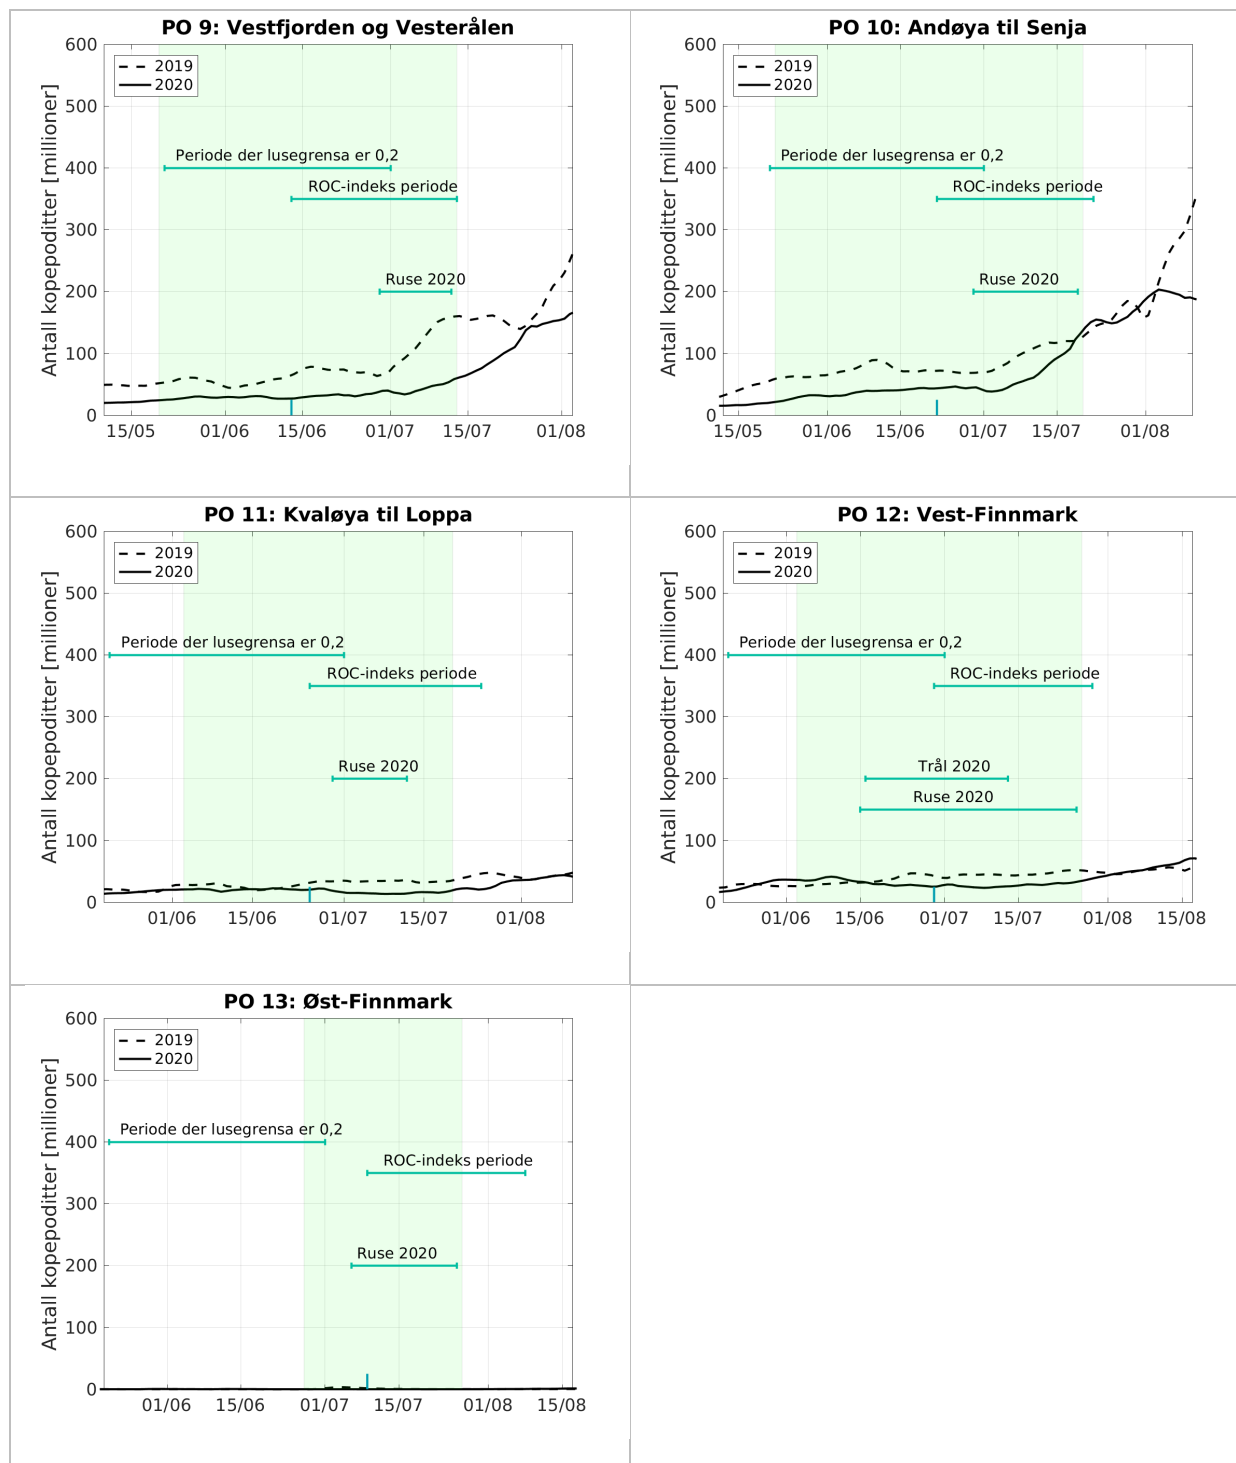 PO 9: Vestfjorden og Vesterålen
Antall kopepoditter [millioner]
600
500
400
300
200
100
0
2019
2020
Periode der lusegrensa er 0,2
ROC-indeks periode
Ruse 2020
15/05 01/06 15/06 01/07 15/07 01/08
PO 10: Andøya til Senja
Antall kopepoditter [millioner]
600
500
400
300
200
100
0
2019
2020
Periode der lusegrensa er 0,2
ROC-indeks periode
Ruse 2020
15/05 01/06 15/06 01/07 15/07 01/08
PO 11: Kvaløya til Loppa
Antall kopepoditter [millioner]
600
500
400
300
200
100
0
2019
2020
Periode der lusegrensa er 0,2
ROC-indeks periode
Ruse 2020
01/06 15/06 01/07 15/07 01/08
PO 12: Vest-Finnmark
Antall kopepoditter [millioner]
600
500
400
300
200
100
0
2019
2020
Periode der lusegrensa er 0,2
ROC-indeks periode
Trål 2020
Ruse 2020
01/06 15/06 01/07 15/07 01/08 15/08
PO 13: Øst-Finnmark
Antall kopepoditter [millioner]
600
500
400
300
200
100
0
2019
2020
Periode der lusegrensa er 0,2
ROC-indeks periode
Ruse 2020
01/06 15/06 01/07 15/07 01/08 15/08